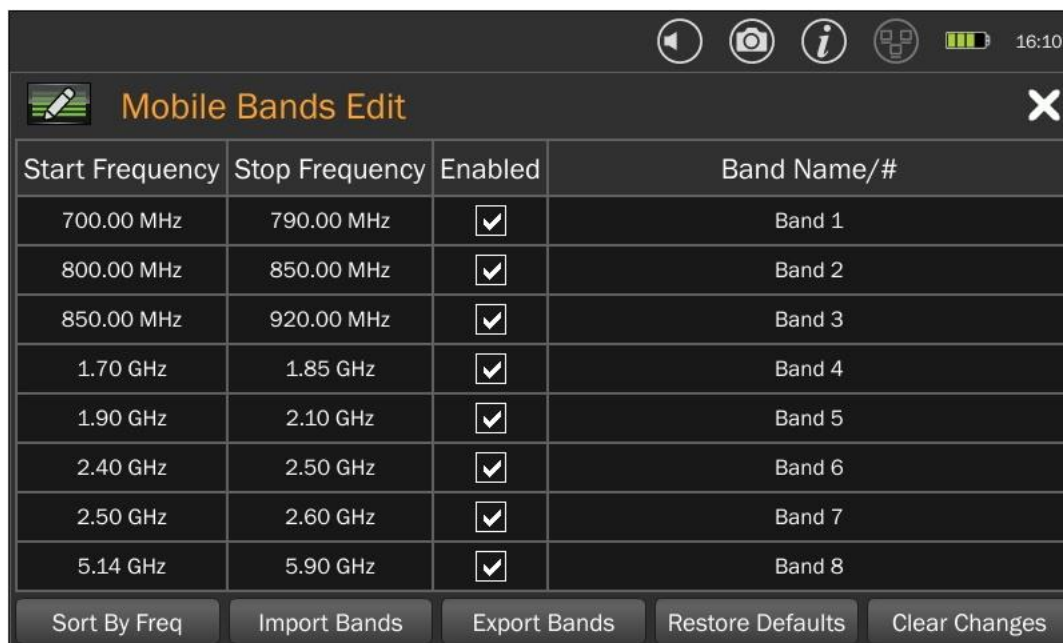 16:10
Mobile Bands Edit
Start Frequency Stop Frequency Enabled Band Name/#
700.00 MHz 790.00 MHz Band 1
800.00 MHz 850.00 MHz Band 2
850.00 MHz 920.00 MHz Band 3
1.70 GHz 1.85 GHz Band 4
1.90 GHz 2.10 GHz Band 5
2.40 GHz 2.50 GHz Band 6
2.50 GHz 2.60 GHz Band 7
5.14 GHz 5.90 GHz Band 8
Sort By Freq Import Bands Export Bands Restore Defaults Clear Changes